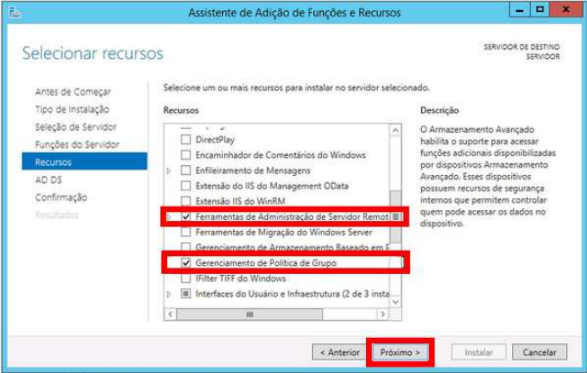 Assistente de Adição de Funções e Recursos
Selecionar recursos
SERVIDOR DE DESTINO
SERVIDOR
Antes de Começar
Tipo de Instalação
Seleção de Servidor
Funções do Servidor
Recursos
AD DS
Confirmação
Resultados
Selecione um ou mais recursos para instalar no servidor selecionado.
Recursos
DirectPlay
Encaminhador de Comentários do Windows
Enfileiramento de Mensagens
Extensão do IIS do Management OData
Extensão IIS do WinRM
Ferramentas de Administração de Servidor Remot
Ferramentas de Migração do Windows Server
Gerenciamento de Armazenamento Baseado em
Gerenciamento de Política de Grupo
IFilter TIFF do Windows
Interfaces do Usuário e Infraestrutura (2 de 3 insta
Descrição
O Armazenamento Avançado
habilita o suporte para acessar
funções adicionais disponibilizadas
por dispositivos Armazenamento
Avançado. Esses dispositivos
possuem recursos de segurança
internos que permitem controlar
quem pode acessar os dados no
dispositivo.
< Anterior
Próximo >
Instalar
Cancelar